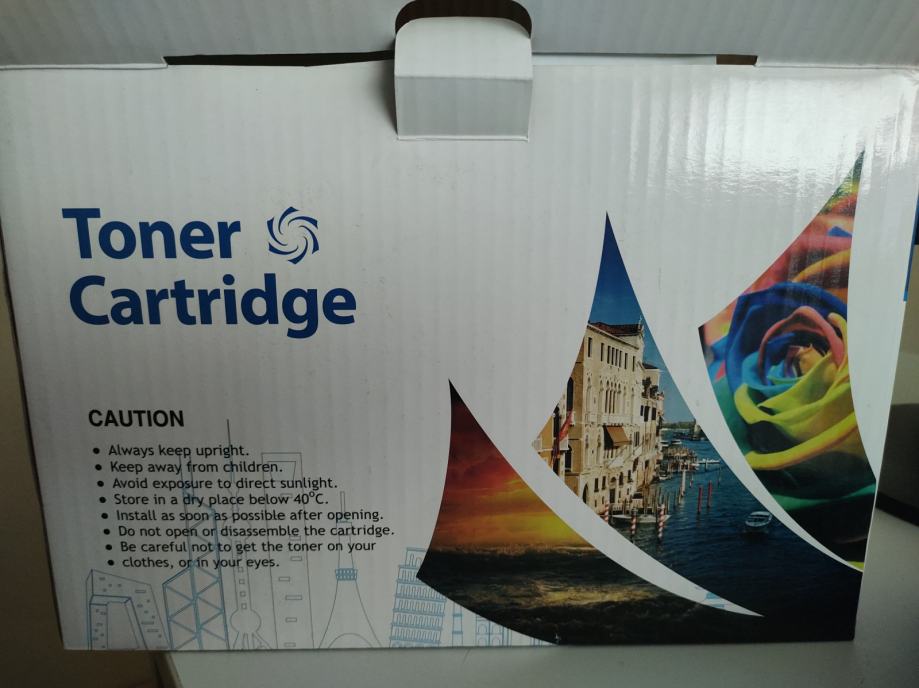 Toner
Cartridge
CAUTION
• Always keep upright.
• Keep away from children.
• Avoid exposure to direct sunlight.
• Store in a dry place below 40°C.
• Install as soon as possible after opening.
• Do not open or disassemble the cartridge.
• Be careful not to get the toner on your
• clothes, or in your eyes.